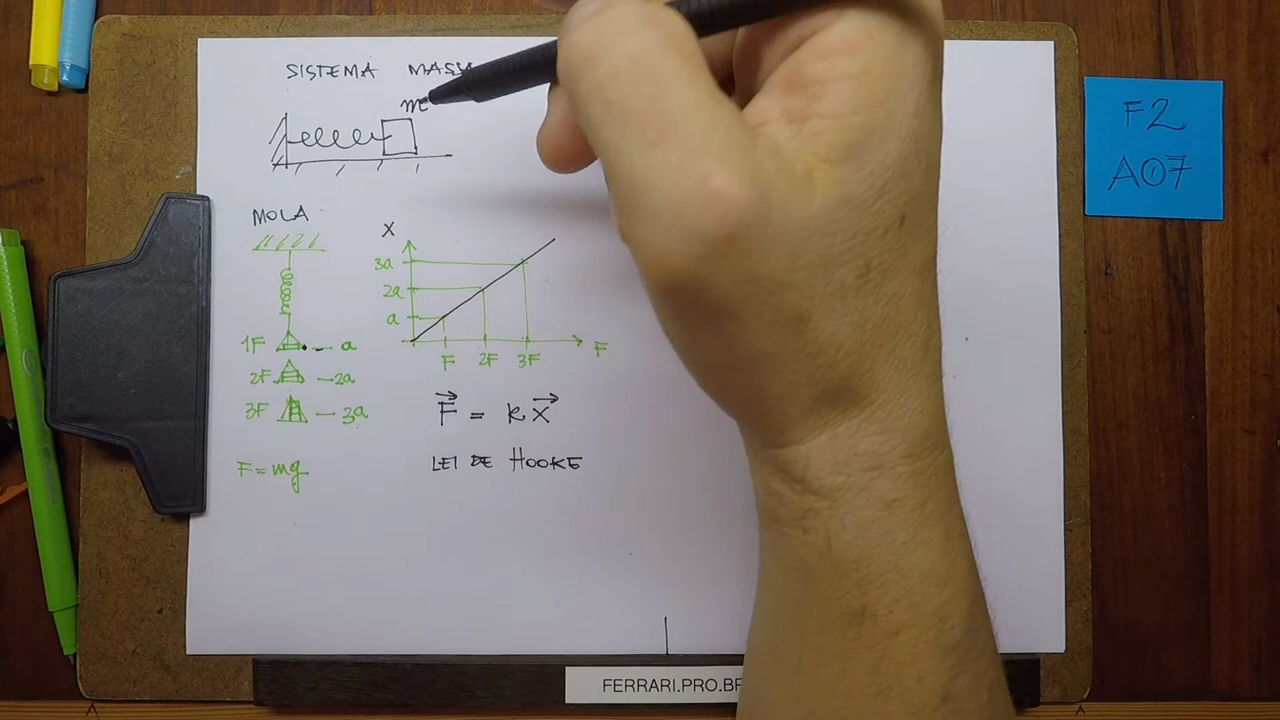 SISTEMA MASS
m
MOLA
X
3a
2a
a
F 2F 3F F
1F a
2F 2a
3F 3a
F = kx
LEI DE HOOKE
F=mg
F2
A07
FERRARI.PRO.B